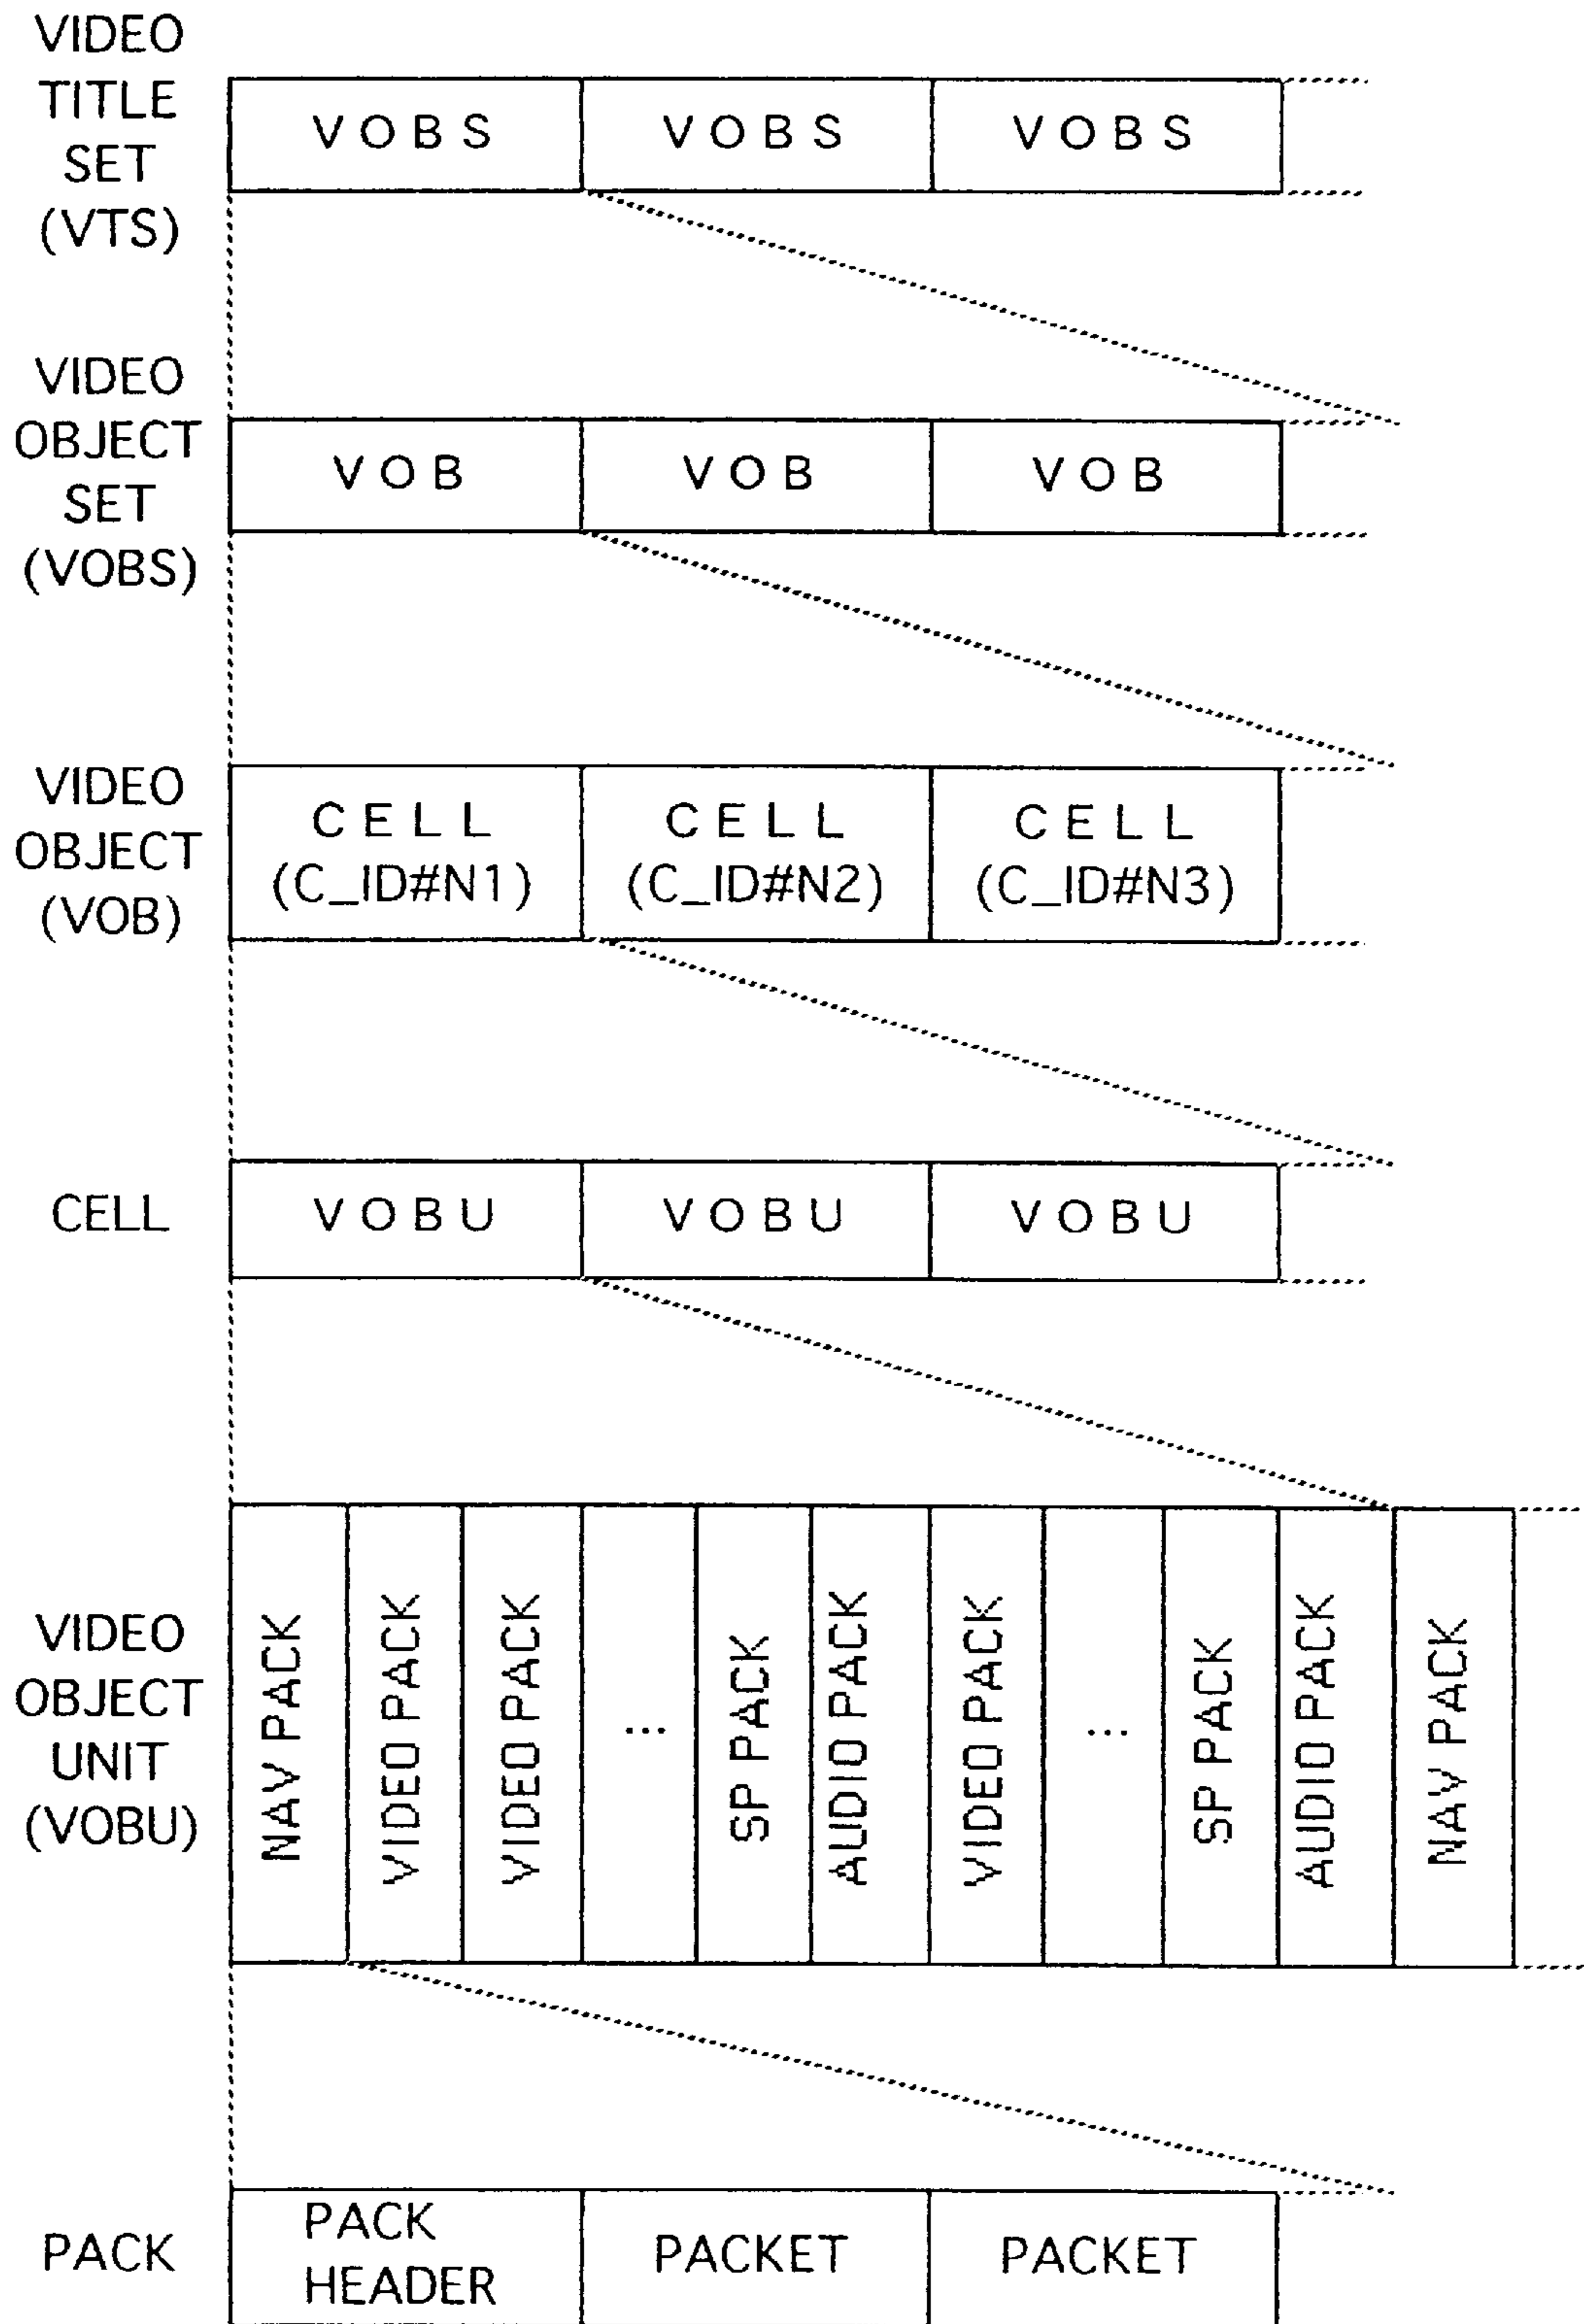 VIDEO
TITLE
SET
(VTS)
VOBS VOBS VOBS
VIDEO
OBJECT
SET
(VOBS)
VOB VOB VOB
VIDEO
OBJECT
(VOB)
CELL
(C_ID#N1)
CELL
(C_ID#N2)
CELL
(C_ID#N3)
CELL
VOBU VOBU VOBU
VIDEO
OBJECT
UNIT
(VOBU)
NAV PACK
VIDEO PACK
VIDEO PACK
...
SP PACK
AUDIO PACK
VIDEO PACK
...
SP PACK
AUDIO PACK
NAV PACK
PACK
PACK
HEADER
PACKET
PACKET